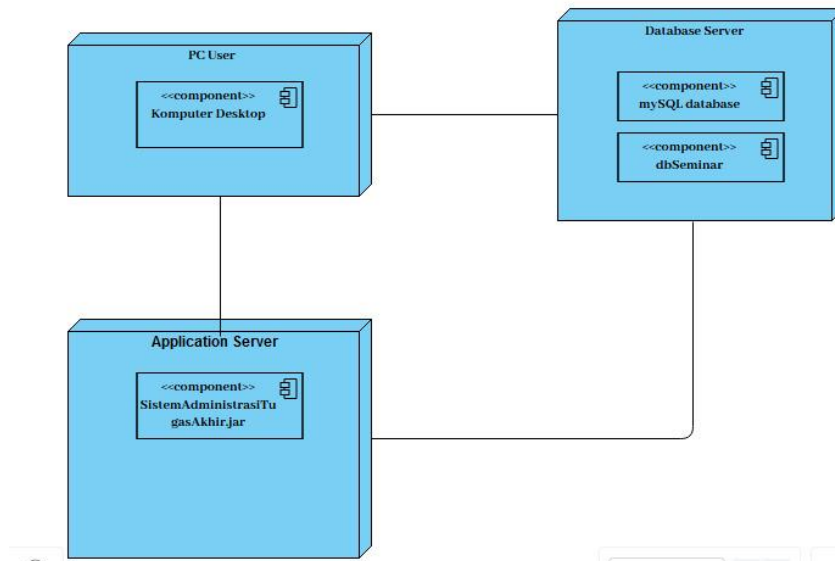 PC User
<<component>>
Komputer Desktop
Database Server
<<component>>
mySQL database
<<component>>
dbSeminar
Application Server
<<component>>
SistemAdministrasiTu
gasAkhir.jar